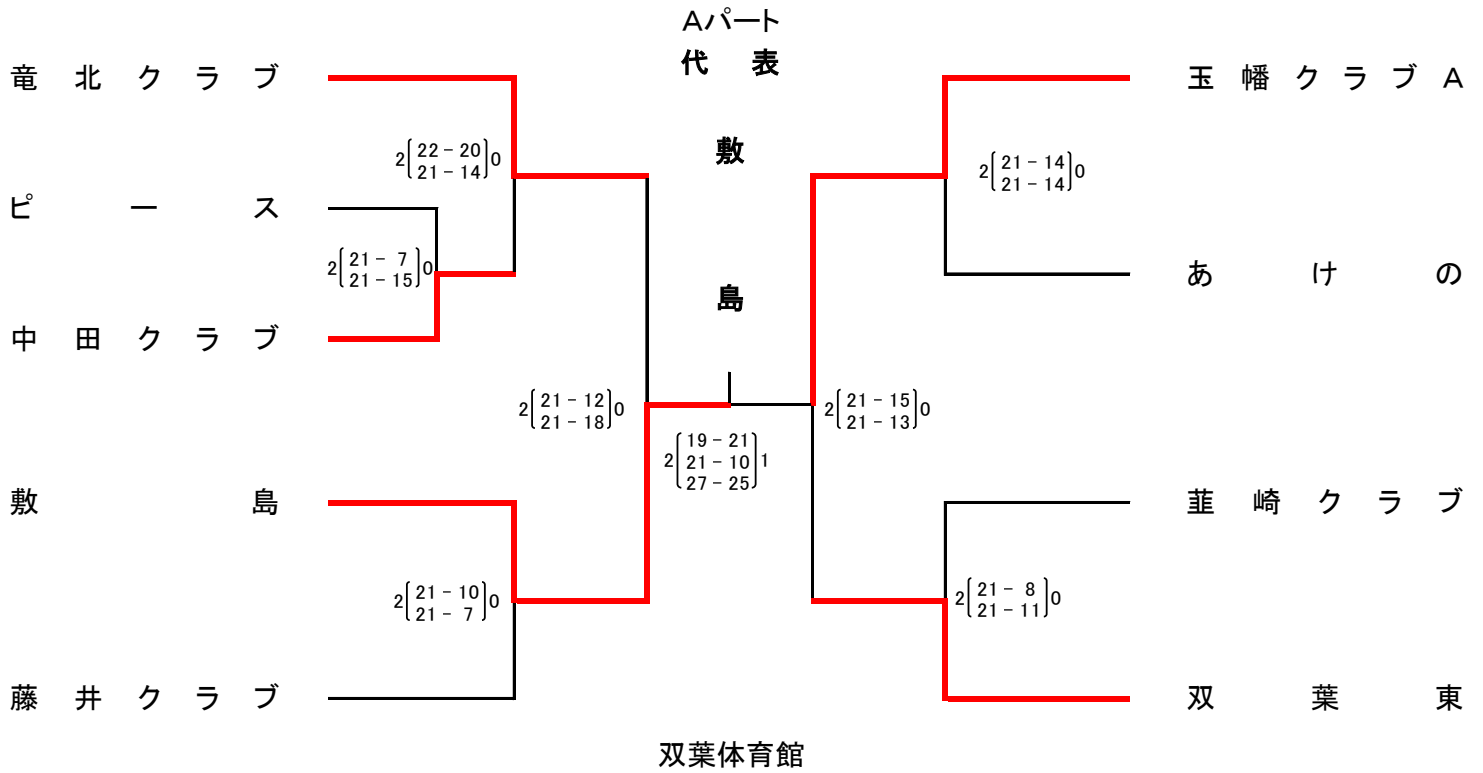 Aパート
代表
敷島
竜北クラブ
ピース
中田クラブ
敷島
藤井クラブ
玉幡クラブA
あけの
韮崎クラブ
双葉東
2 22-20 0
21-14
2 21-7 0
21-15
2 21-12 0
21-18
2 21-10 0
21-7
2 19-21 1
21-10
27-25
2 21-14 0
21-14
2 21-15 0
21-13
2 21-8 0
21-11
双葉体育館